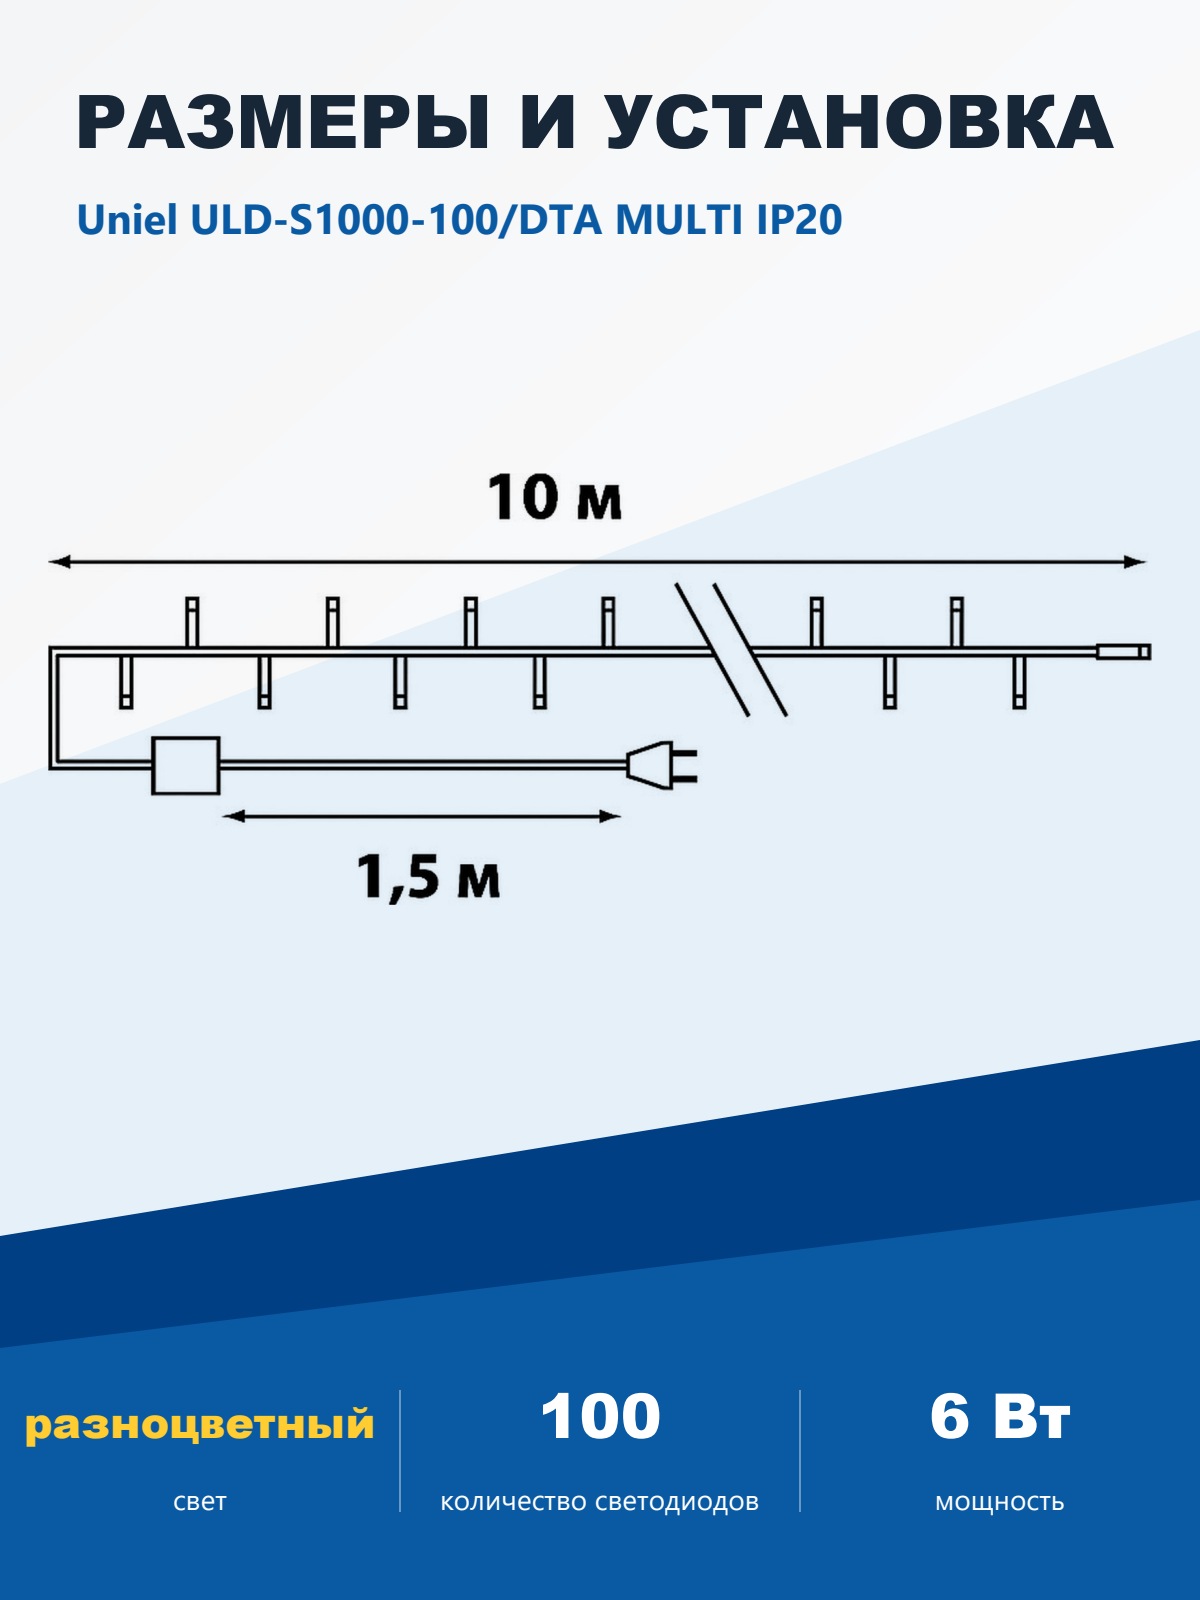 РАЗМЕРЫ И УСТАНОВКА
Uniel ULD-S1000-100/DTA MULTI IP20
10 м
1,5 м
разноцветный
свет
100
количество светодиодов
6 Вт
мощность